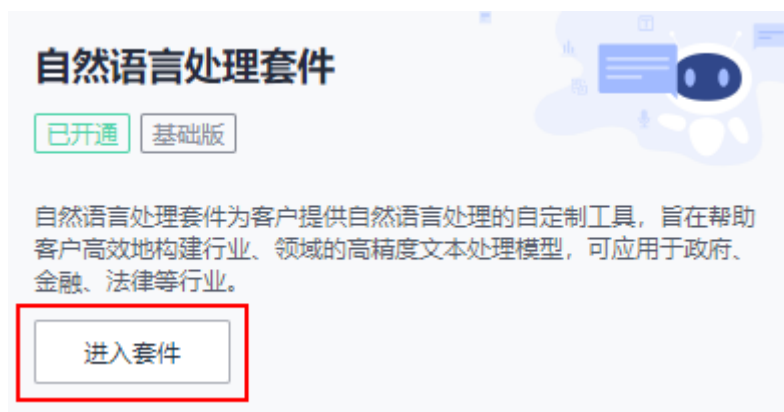 自然语言处理套件
已开通 基础版
自然语言处理套件为客户提供自然语言处理的自定制工具，旨在帮助
客户高效地构建行业、领域的高精度文本处理模型，可应用于政府、
金融、法律等行业。
进入套件